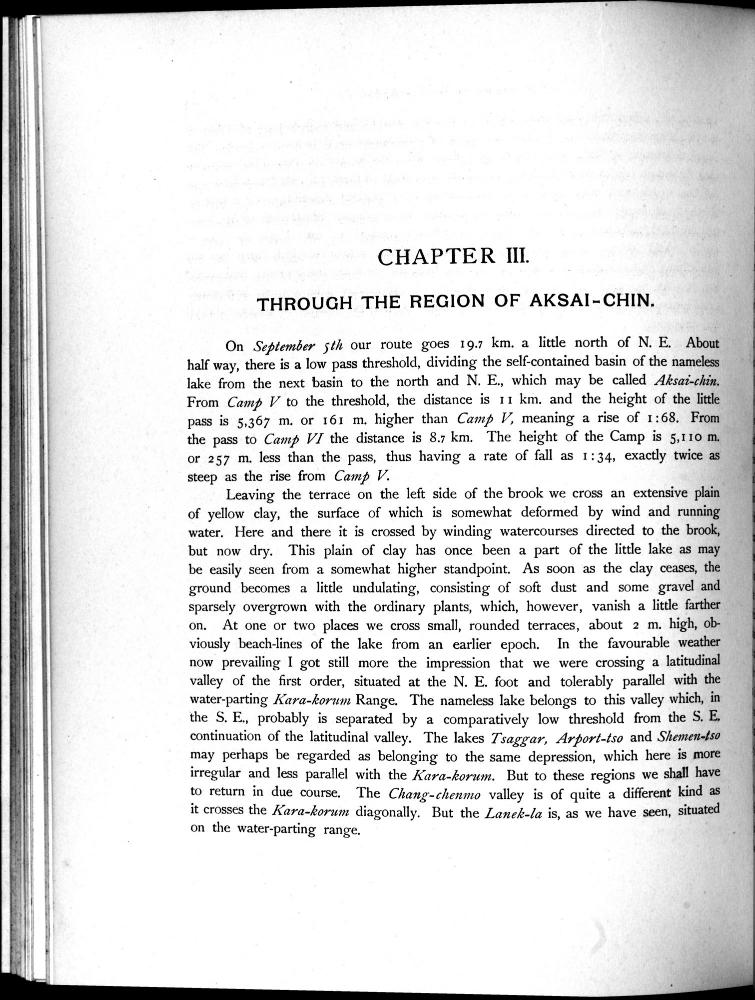 CHAPTER III.
THROUGH THE REGION OF AKSAI-CHIN.
On September 5th our route goes 19.7 km. a little north of N. E. About
half way, there is a low pass threshold, dividing the self-contained basin of the nameless
lake from the next basin to the north and N. E., which may be called Aksai-chin.
From Camp V to the threshold, the distance is 11 km. and the height of the little
pass is 5,367 m. or 161 m. higher than Camp V, meaning a rise of 1:68. From
the pass to Camp VI the distance is 8.7 km. The height of the Camp is 5,110 m.
or 257 m. less than the pass, thus having a rate of fall as 1:34, exactly twice as
steep as the rise from Camp V.
Leaving the terrace on the left side of the brook we cross an extensive plain
of yellow clay, the surface of which is somewhat deformed by wind and running
water. Here and there it is crossed by winding watercourses directed to the brook,
but now dry. This plain of clay has once been a part of the little lake as may
be easily seen from a somewhat higher standpoint. As soon as the clay ceases, the
ground becomes a little undulating, consisting of soft dust and some gravel and
sparsely overgrown with the ordinary plants, which, however, vanish a little farther
on. At one or two places we cross small, rounded terraces, about 2 m. high, ob-
viously beach-lines of the lake from an earlier epoch. In the favourable weather
now prevailing I got still more the impression that we were crossing a latitudinal
valley of the first order, situated at the N. E. foot and tolerably parallel with the
water-parting Kara-korum Range. The nameless lake belongs to this valley which, in
the S. E., probably is separated by a comparatively low threshold from the S. E.
continuation of the latitudinal valley. The lakes Tsaggar, Arport-tso and Shemen-tso
may perhaps be regarded as belonging to the same depression, which here is more
irregular and less parallel with the Kara-korum. But to these regions we shall have
to return in due course. The Chang-chenmo valley is of quite a different kind as
it crosses the Kara-korum diagonally. But the Lanek-la is, as we have seen, situated
on the water-parting range.